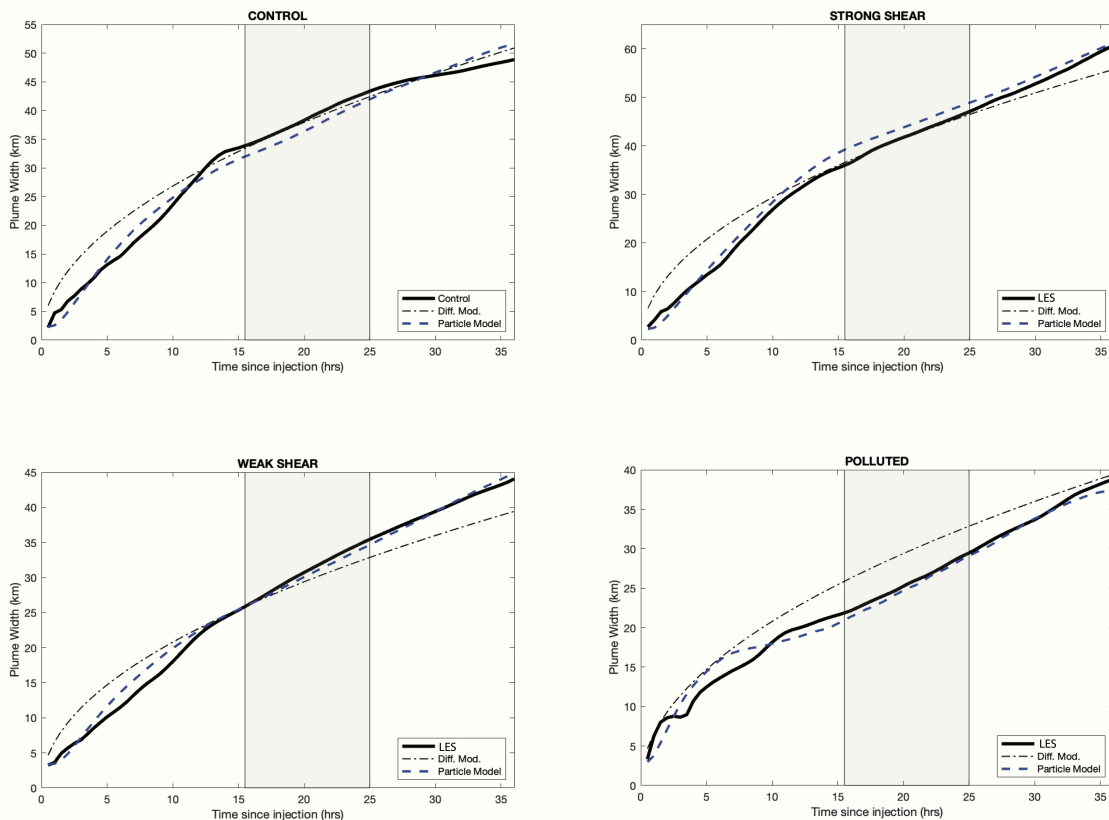 CONTROL
Plume Width (km)
55
50
45
40
35
30
25
20
15
10
5
0
0 5 10 15 20 25 30 35
Time since injection (hrs)
Control
Diff. Mod.
Particle Model
STRONG SHEAR
Plume Width (km)
60
50
40
30
20
10
0
0 5 10 15 20 25 30 35
Time since injection (hrs)
LES
Diff. Mod.
Particle Model
WEAK SHEAR
Plume Width (km)
45
40
35
30
25
20
15
10
5
0
0 5 10 15 20 25 30 35
Time since injection (hrs)
LES
Diff. Mod.
Particle Model
POLLUTED
Plume Width (km)
40
35
30
25
20
15
10
5
0
0 5 10 15 20 25 30 35
Time since injection (hrs)
LES
Diff. Mod.
Particle Model